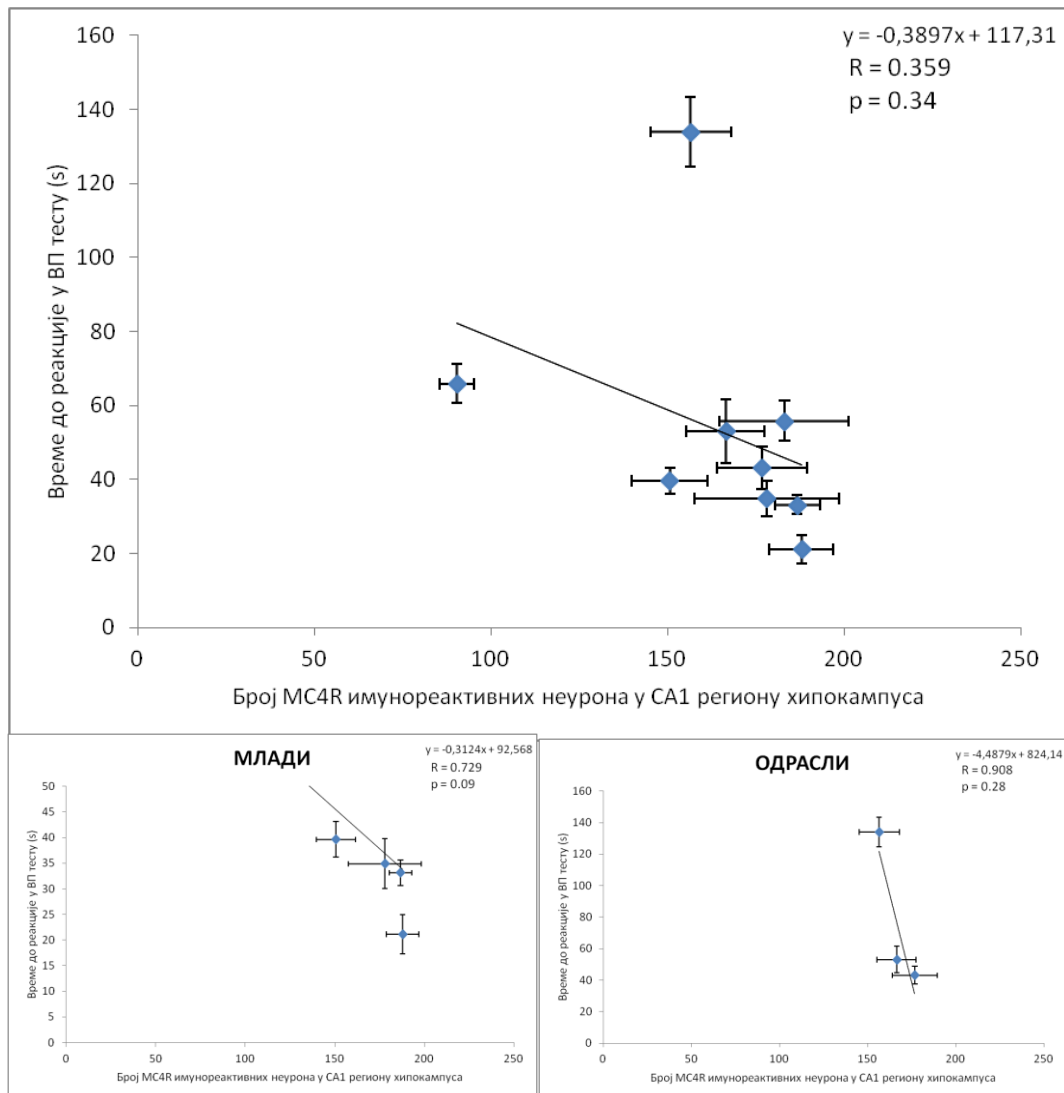 y = -0,3897x + 117,31
R = 0.359
p = 0.34
Време до реакције у ВП тесту (s)
160
140
120
100
80
60
40
20
0
0 50 100 150 200 250
Број MC4R имунореактивних неурона у CA1 региону хипокампуса
МЛАДИ
y = -0,3124x + 92,568
R = 0.729
p = 0.09
Време до реакције у ВП тесту (s)
50
45
40
35
30
25
20
15
10
5
0
0 50 100 150 200 250
Број MC4R имунореактивних неурона у CA1 региону хипокампуса
ОДРАСЛИ
y = -4,4879x + 824,14
R = 0.908
p = 0.28
Време до реакције у ВП тесту (s)
160
140
120
100
80
60
40
20
0
0 50 100 150 200 250
Број MC4R имунореактивних неурона у CA1 региону хипокампуса